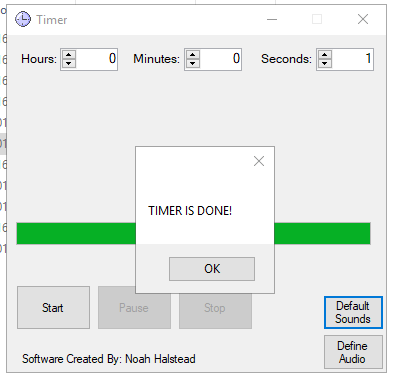 Timer
Hours: 0 Minutes: 0 Seconds: 1
TIMER IS DONE!
OK
Start Pause Stop
Default
Sounds
Define
Audio
Software Created By: Noah Halstead